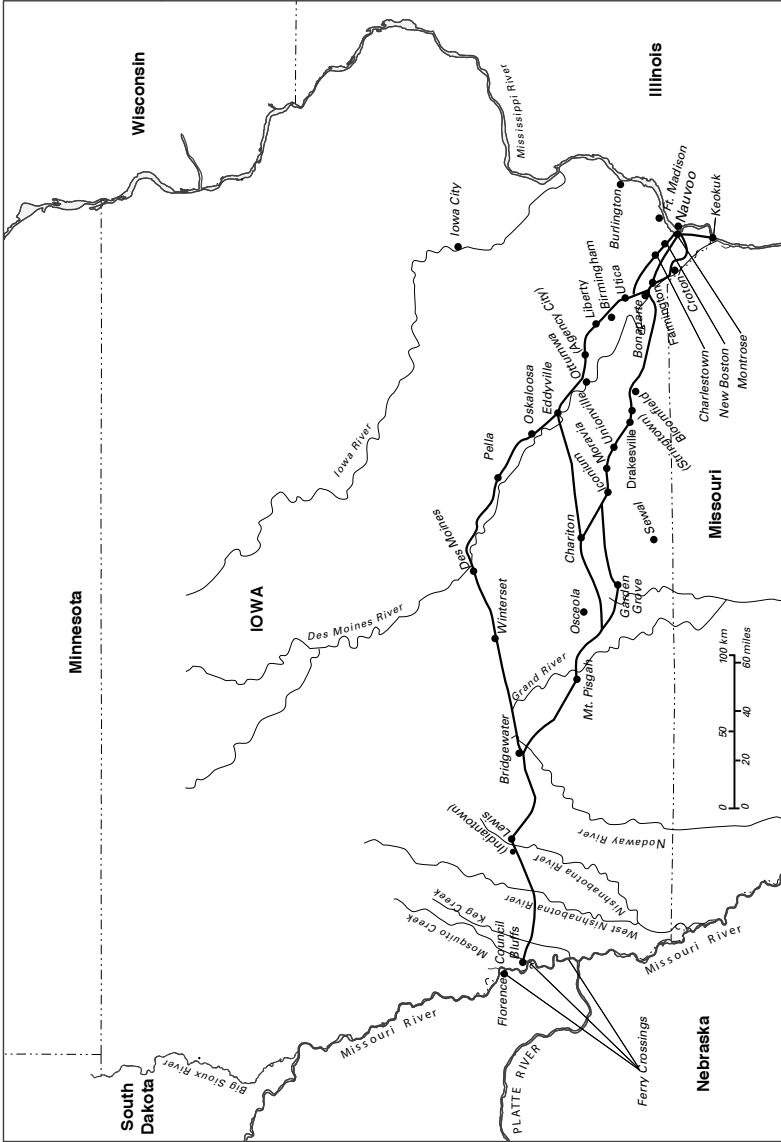 Wisconsin
Illinois
Minnesota
IOWA
Missouri
Nebraska
South
Dakota
Mississippi River
Iowa River
Des Moines River
Grand River
Nodaway River
Nishnabotna River
West Nishnabotna River
Keg Creek
Mosquito Creek
Missouri River
Missouri River
Big Sioux River
PLATTE RIVER
Iowa City
Burlington
Ft. Madison
Nauvoo
Keokuk
Montrose
New Boston
Charlestown
Croton
Farmington
Bonaparte
Utica
Birmingham
Liberty
(Agency City)
Ottumwa
Eddyville
Oskaloosa
Pella
Des Moines
Winterset
Bridgewater
Lewis
(Indiantown)
Council
Bluffs
Florence
Ferry Crossings
Bloomfield
(Stringtown)
Drakesville
Unionville
Moravia
Iconium
Chariton
Sewal
Garden
Grove
Osceola
Mt. Pisgah
0 50 100 km
0 20 40 60 miles